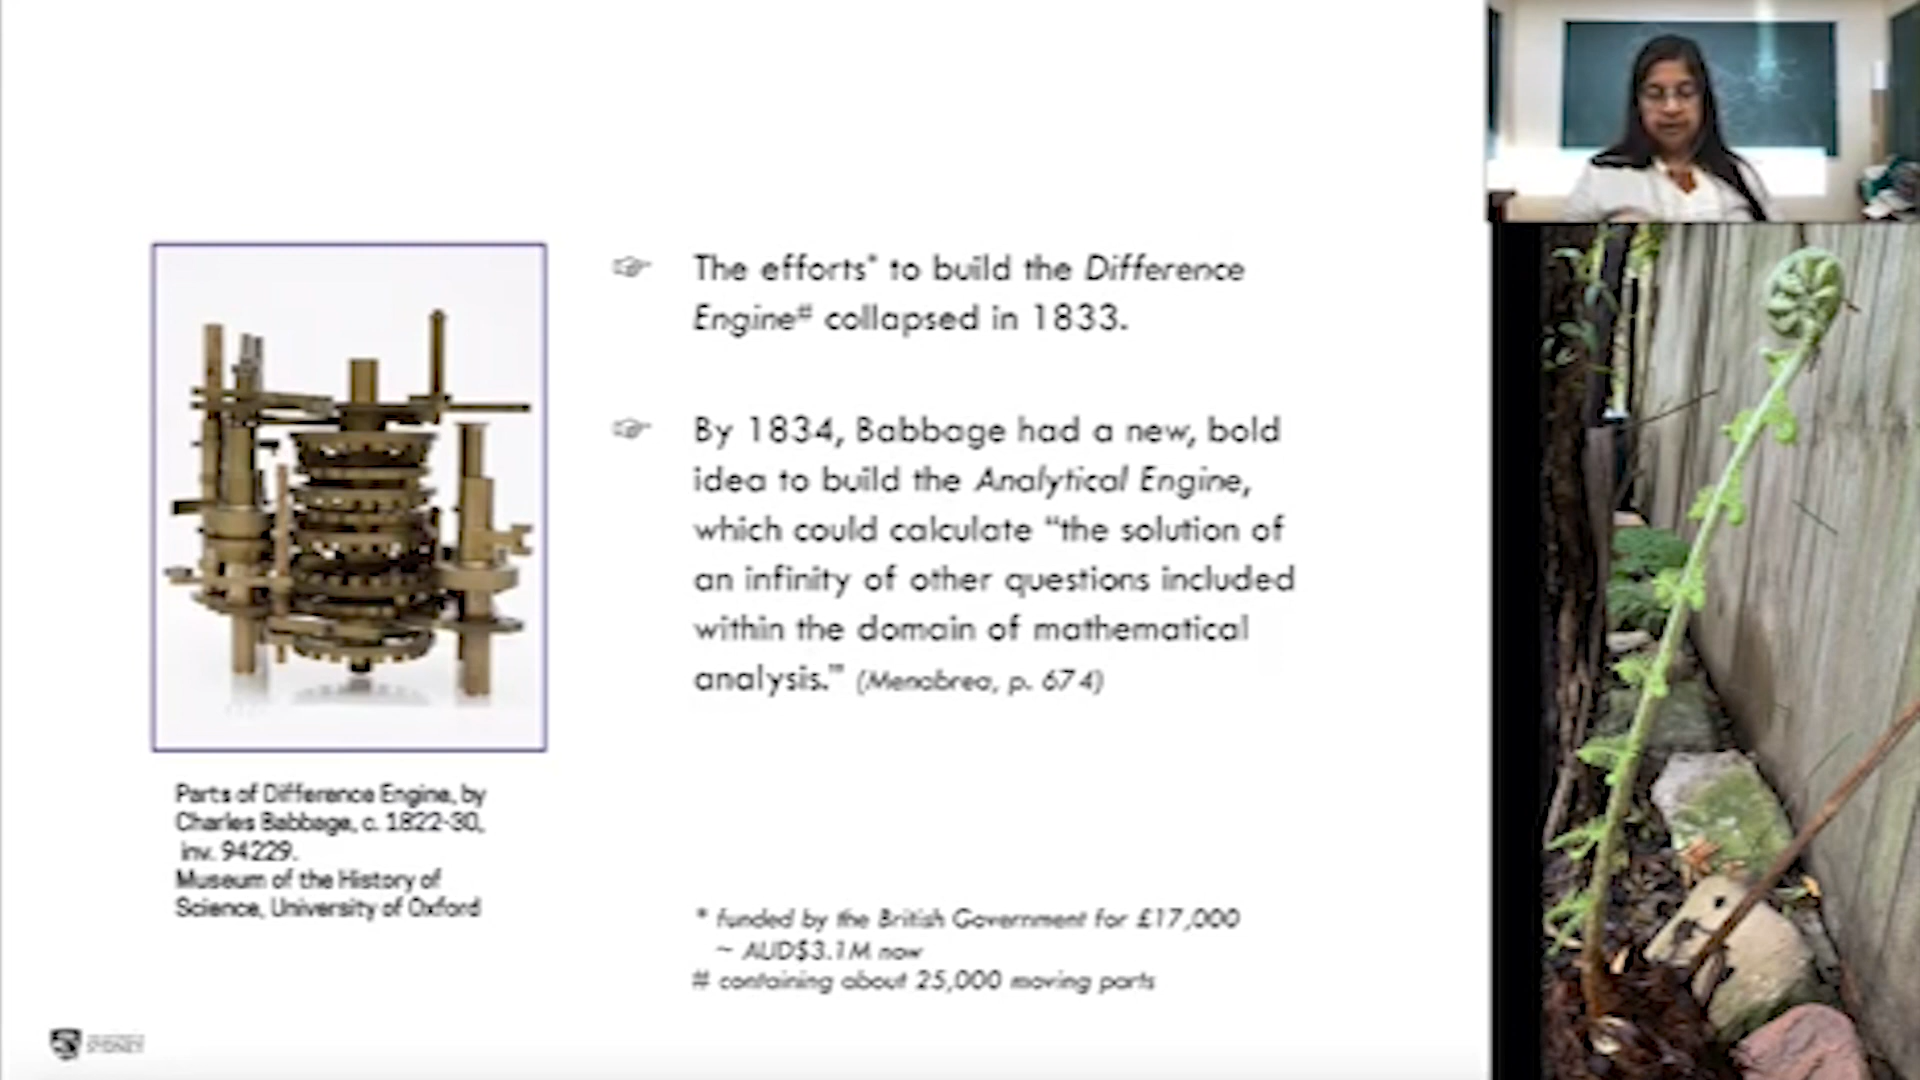 The efforts* to build the Difference
Engine# collapsed in 1833.
By 1834, Babbage had a new, bold
idea to build the Analytical Engine,
which could calculate “the solution of
an infinity of other questions included
within the domain of mathematical
analysis.” (Menabrea, p. 674)
Parts of Difference Engine, by
Charles Babbage, c. 1822-30,
inv. 94229.
Museum of the History of
Science, University of Oxford
* funded by the British Government for £17,000
~ AUD$3.1M now
# containing about 25,000 moving parts
SYDNEY